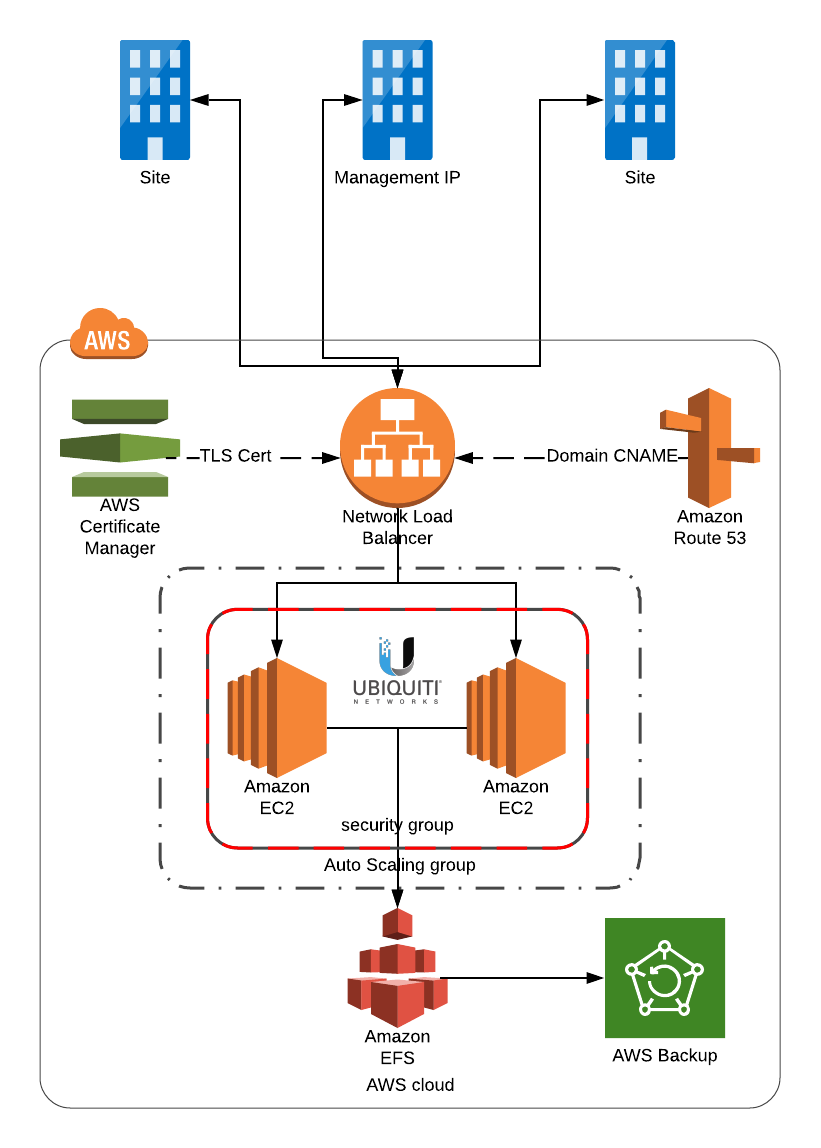 Site
Management IP
Site
AWS
TLS Cert
Domain CNAME
AWS
Certificate
Manager
Network Load
Balancer
Amazon
Route 53
UBIQUITI
NETWORKS
Amazon
EC2
Amazon
EC2
security group
Auto Scaling group
Amazon
EFS
AWS Backup
AWS cloud